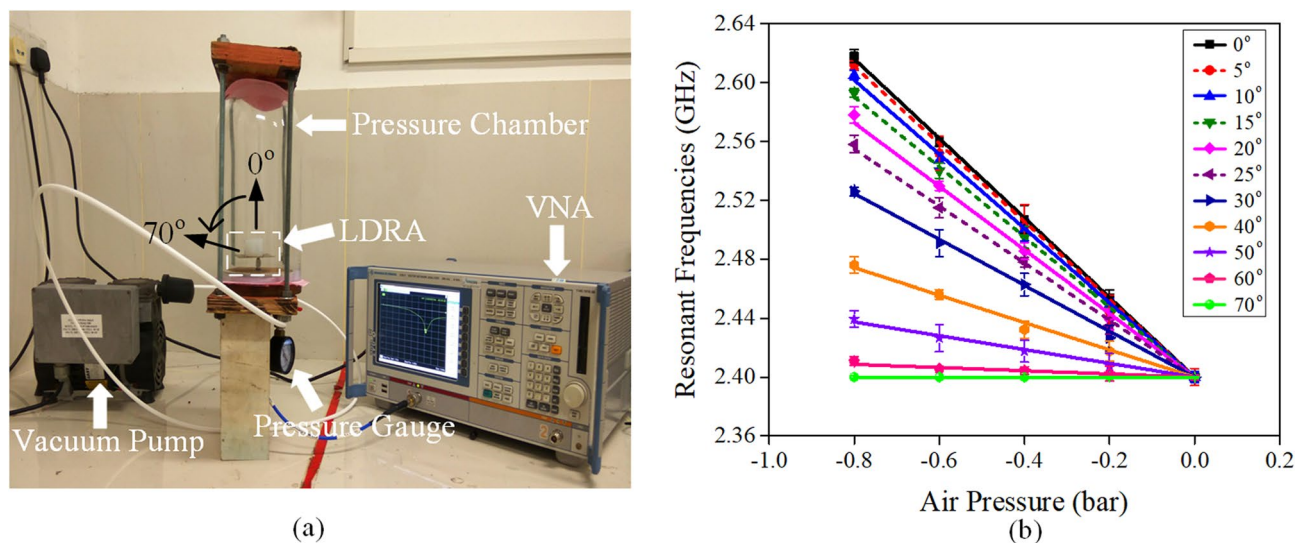 Pressure Chamber
0°
VNA
70°
LDRA
Pressure Gauge
Vacuum Pump
(a)
Resonant Frequencies (GHz)
2.64
2.60
2.56
2.52
2.48
2.44
2.40
2.36
0°
5°
10°
15°
20°
25°
30°
40°
50°
60°
70°
-1.0 -0.8 -0.6 -0.4 -0.2 0.0 0.2
Air Pressure (bar)
(b)